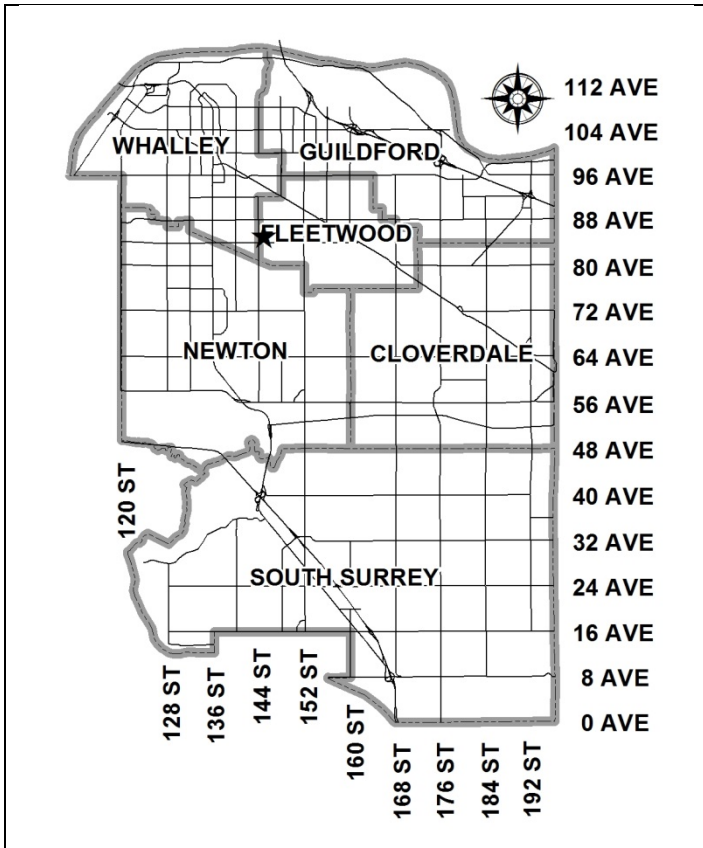 112 AVE
104 AVE
WHALLEY
GUILDFORD
96 AVE
88 AVE
FLEETWOOD
80 AVE
72 AVE
NEWTON
CLOVERDALE
64 AVE
56 AVE
48 AVE
120 ST
40 AVE
32 AVE
SOUTH SURREY
24 AVE
16 AVE
128 ST
136 ST
144 ST
152 ST
160 ST
8 AVE
0 AVE
168 ST
176 ST
184 ST
192 ST